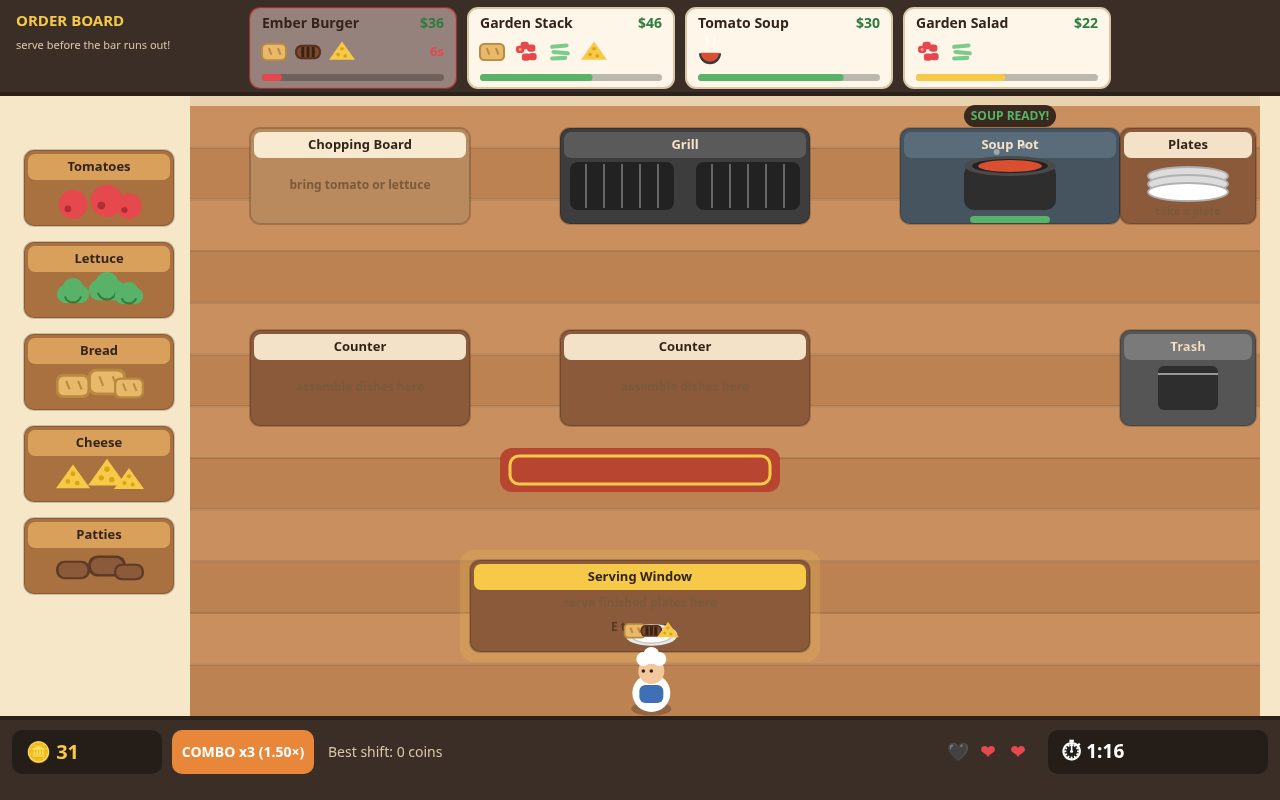 ORDER BOARD
serve before the bar runs out!
Ember Burger $36
6s
Garden Stack $46
Tomato Soup $30
Garden Salad $22
SOUP READY!
Tomatoes
Lettuce
Bread
Cheese
Patties
Chopping Board
bring tomato or lettuce
Grill
Soup Pot
Plates
take a plate
Counter
assemble dishes here
Counter
assemble dishes here
Trash
Serving Window
serve finished plates here
E
31
COMBO x3 (1.50×)
Best shift: 0 coins
1:16